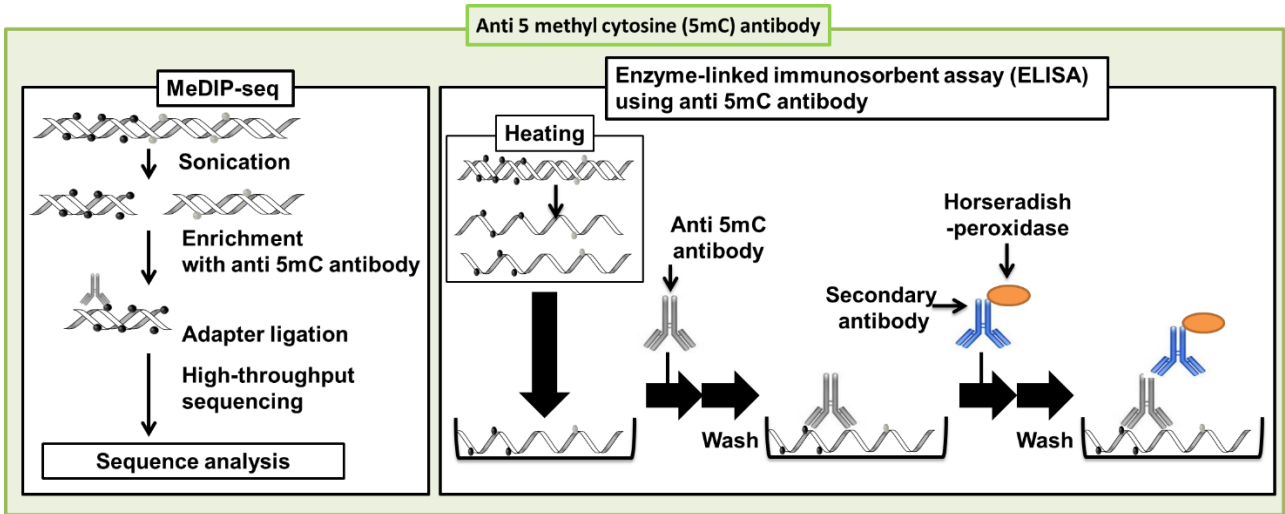 Anti 5 methyl cytosine (5mC) antibody
MeDIP-seq
Sonication
Enrichment
with anti 5mC antibody
Adapter ligation
High-throughput
sequencing
Sequence analysis
Enzyme-linked immunosorbent assay (ELISA)
using anti 5mC antibody
Heating
Anti 5mC
antibody
Horseradish
-peroxidase
Secondary
antibody
Wash
Wash